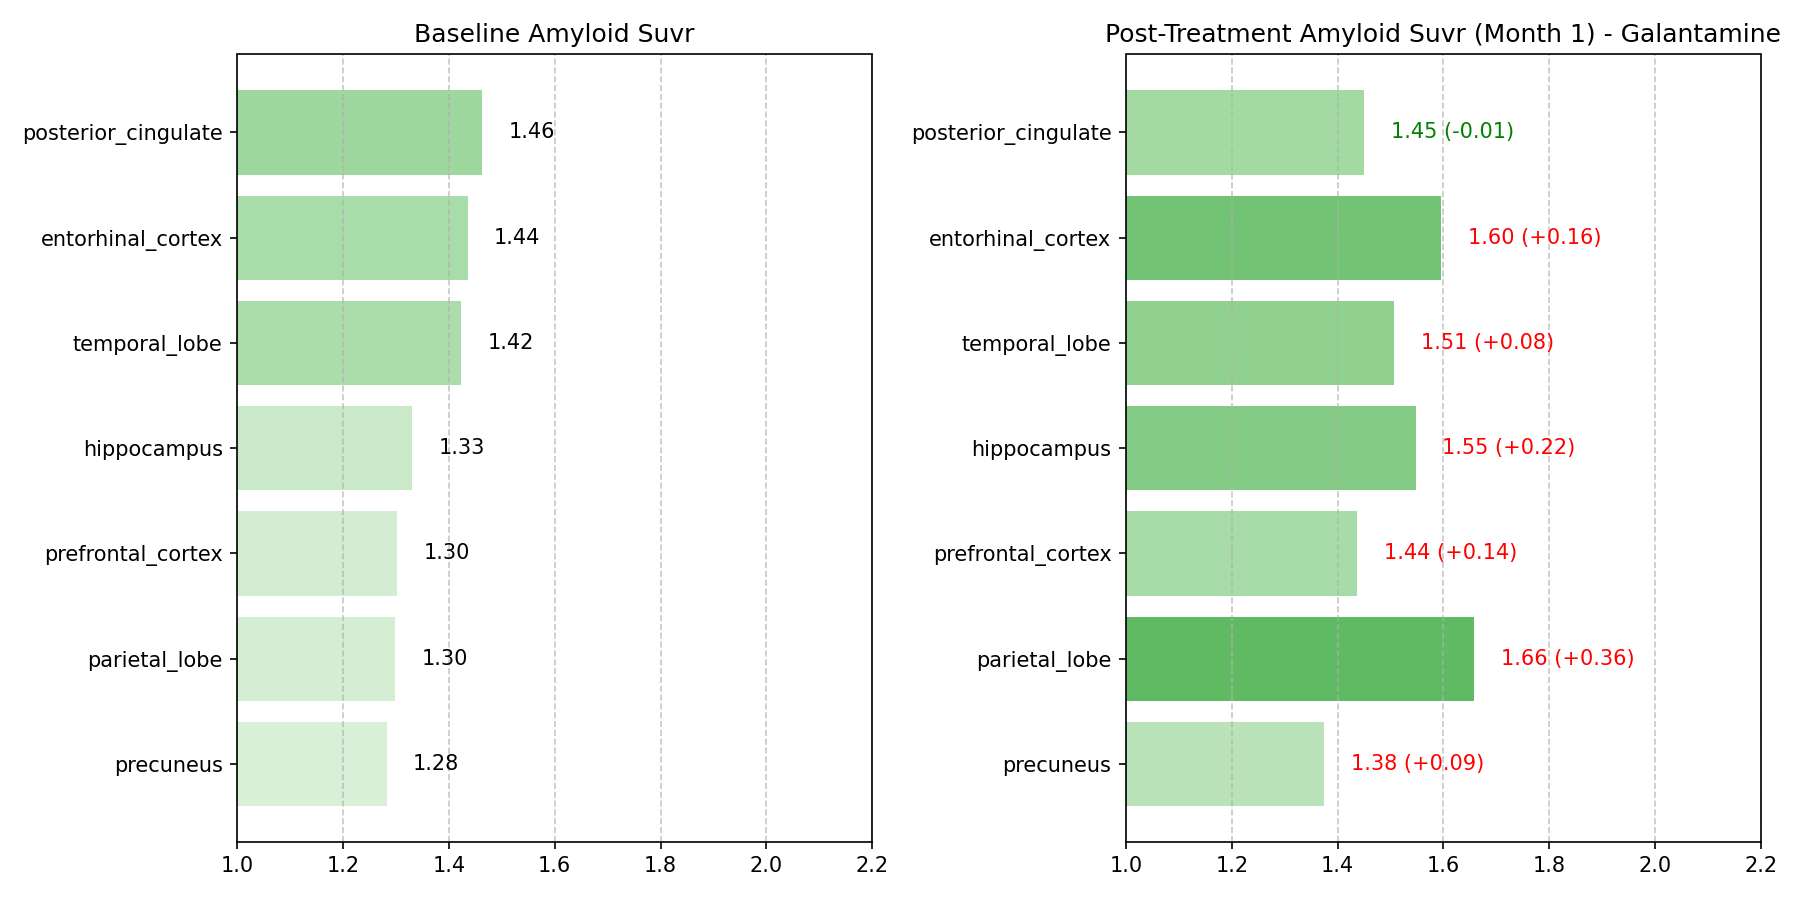 Baseline Amyloid Suvr
posterior_cingulate
1.46
entorhinal_cortex
1.44
temporal_lobe
1.42
hippocampus
1.33
prefrontal_cortex
1.30
parietal_lobe
1.30
precuneus
1.28
1.0 1.2 1.4 1.6 1.8 2.0 2.2
Post-Treatment Amyloid Suvr (Month 1) - Galantamine
posterior_cingulate
1.45 (-0.01)
entorhinal_cortex
1.60 (+0.16)
temporal_lobe
1.51 (+0.08)
hippocampus
1.55 (+0.22)
prefrontal_cortex
1.44 (+0.14)
parietal_lobe
1.66 (+0.36)
precuneus
1.38 (+0.09)
1.0 1.2 1.4 1.6 1.8 2.0 2.2